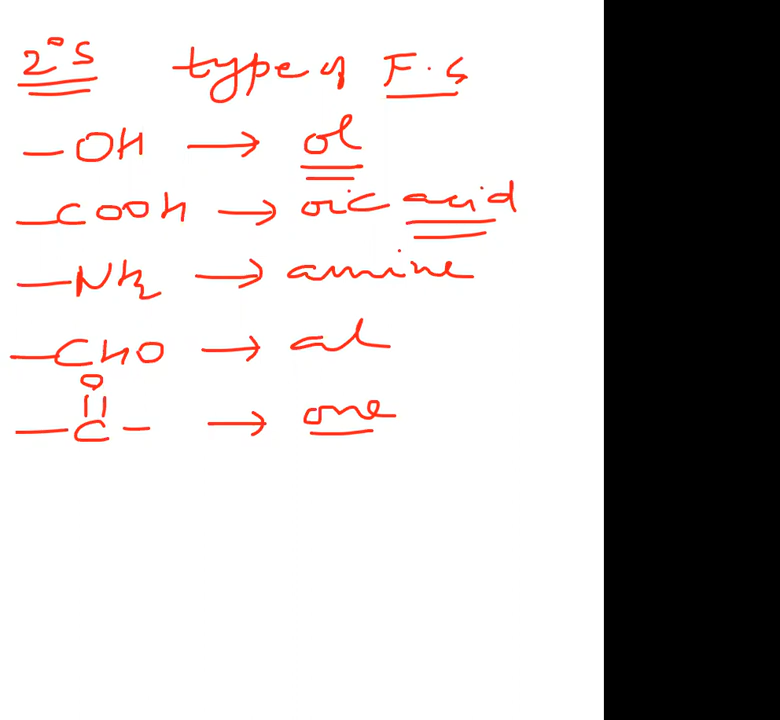 2°S type of F.G
—OH → ol
—COOH → oic acid
—NH₂ → amine
—CHO → al
O
||
—C— → one